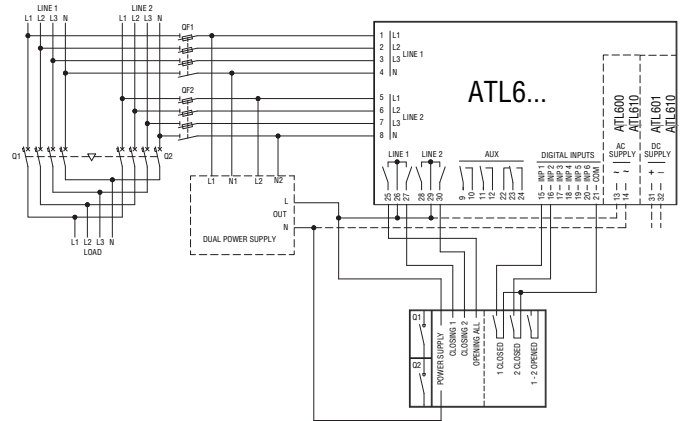 LINE 1
LINE 2
L1 L2 L3 N
L1 L2 L3 N
QF1
QF2
1 L1
2 L2
3 L3
4 N
LINE 1
5 L1
6 L2
7 L3
8 N
LINE 2
ATL6...
ATL600
ATL610
ATL601
ATL610
AC
SUPPLY
DC
SUPPLY
~ ~
+ –
LINE 1
LINE 2
AUX
DIGITAL INPUTS
25
26
27
28
29
30
9
10
11
12
22
23
24
15 INP 1
16 INP 2
17 INP 3
18 INP 4
19 INP 5
20 INP 6
21 COM
13
14
31
32
Q1
Q2
L1 N1 L2 N2
L
OUT
N
DUAL POWER SUPPLY
L1 L2 L3 N
LOAD
Q1
Q2
POWER SUPPLY
CLOSING 1
CLOSING 2
OPENING ALL
1 CLOSED
2 CLOSED
1 - 2 OPENED